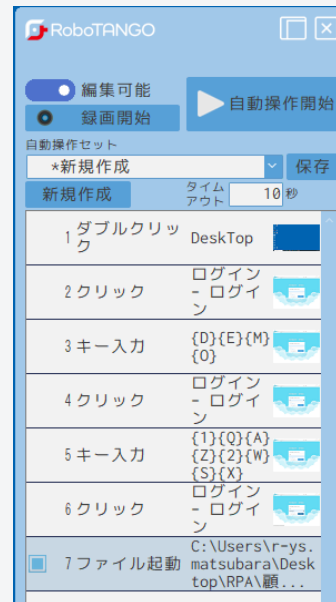 RoboTANGO
編集可能
録画開始
自動操作開始
自動操作セット
*新規作成
保存
新規作成
タイム
アウト
10 秒
1 ダブルクリッ
ク
DeskTop
2 クリック
ログイン
- ログイ
ン
3 キー入力
{D}{E}{M}
{O}
4 クリック
ログイン
- ログイ
ン
5 キー入力
{1}{Q}{A}
{Z}{2}{W}
{S}{X}
6 クリック
ログイン
- ログイ
ン
7 ファイル起動
C:\Users\r-ys.
matsubara\Desk
top\RPA\顧...